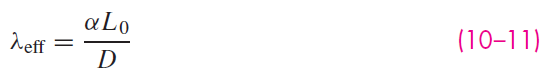 λeff = αL0 / D (10–11)